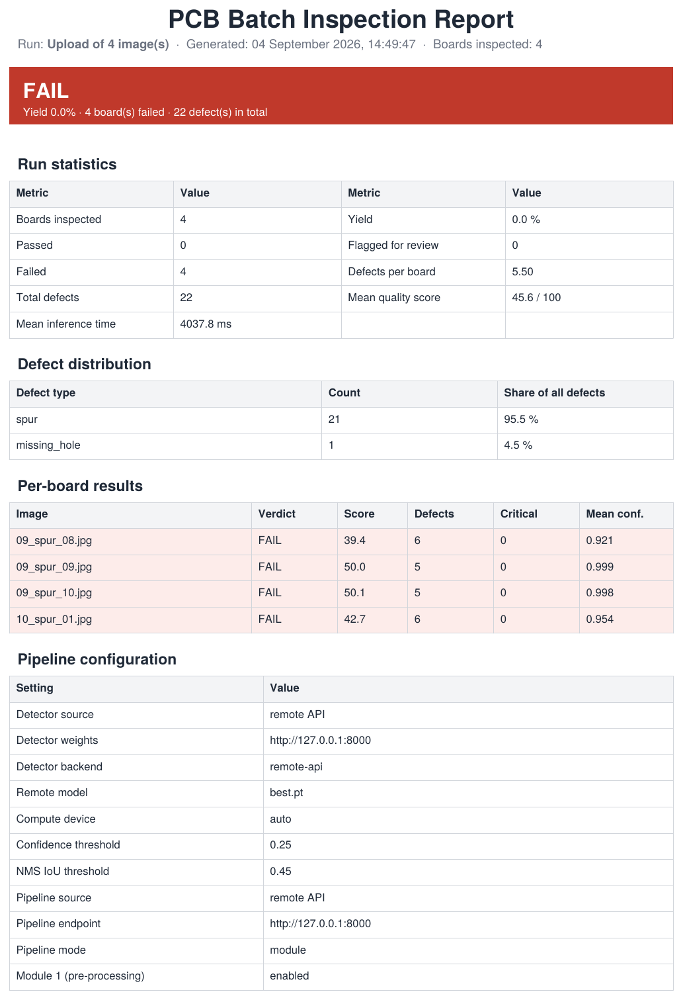 PCB Batch Inspection Report
Run: Upload of 4 image(s) · Generated: 04 September 2026, 14:49:47 · Boards inspected: 4
FAIL
Yield 0.0% · 4 board(s) failed · 22 defect(s) in total
Run statistics
Metric Value Metric Value
Boards inspected 4 Yield 0.0 %
Passed 0 Flagged for review 0
Failed 4 Defects per board 5.50
Total defects 22 Mean quality score 45.6 / 100
Mean inference time 4037.8 ms
Defect distribution
Defect type Count Share of all defects
spur 21 95.5 %
missing_hole 1 4.5 %
Per-board results
Image Verdict Score Defects Critical Mean conf.
09_spur_08.jpg FAIL 39.4 6 0 0.921
09_spur_09.jpg FAIL 50.0 5 0 0.999
09_spur_10.jpg FAIL 50.1 5 0 0.998
10_spur_01.jpg FAIL 42.7 6 0 0.954
Pipeline configuration
Setting Value
Detector source remote API
Detector weights http://127.0.0.1:8000
Detector backend remote-api
Remote model best.pt
Compute device auto
Confidence threshold 0.25
NMS IoU threshold 0.45
Pipeline source remote API
Pipeline endpoint http://127.0.0.1:8000
Pipeline mode module
Module 1 (pre-processing) enabled